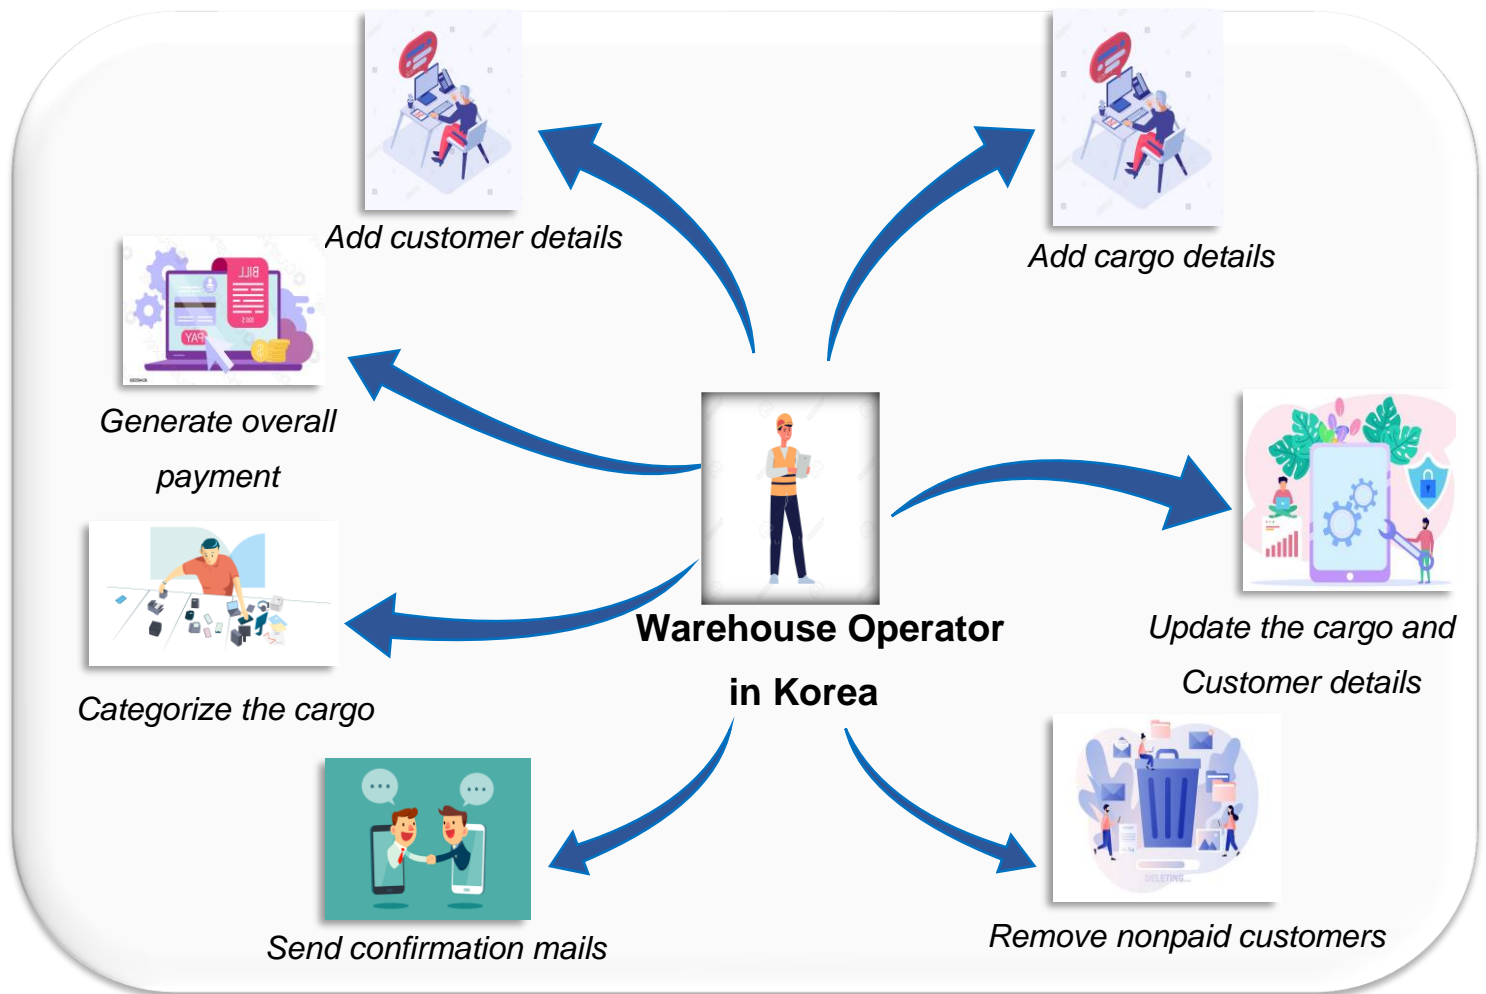 Add customer details
Add cargo details
BILL
100 $
PAY
Generate overall
payment
Categorize the cargo
Warehouse Operator
in Korea
Update the cargo and
Customer details
DELETING...
Send confirmation mails
Remove nonpaid customers